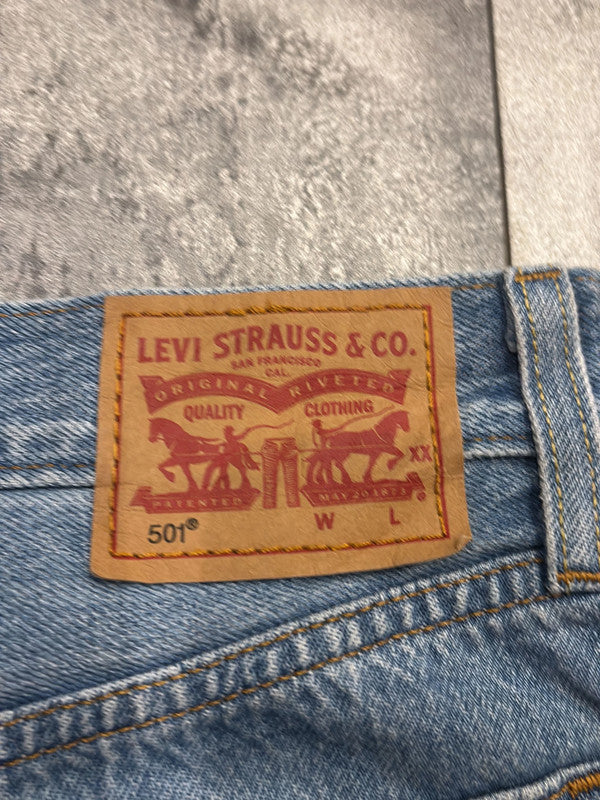 LEVI STRAUSS & CO.
SAN FRANCISCO
CAL.
ORIGINAL RIVETED
QUALITY CLOTHING
XX
PATENTED MAY 20 1873
®
501®
W L